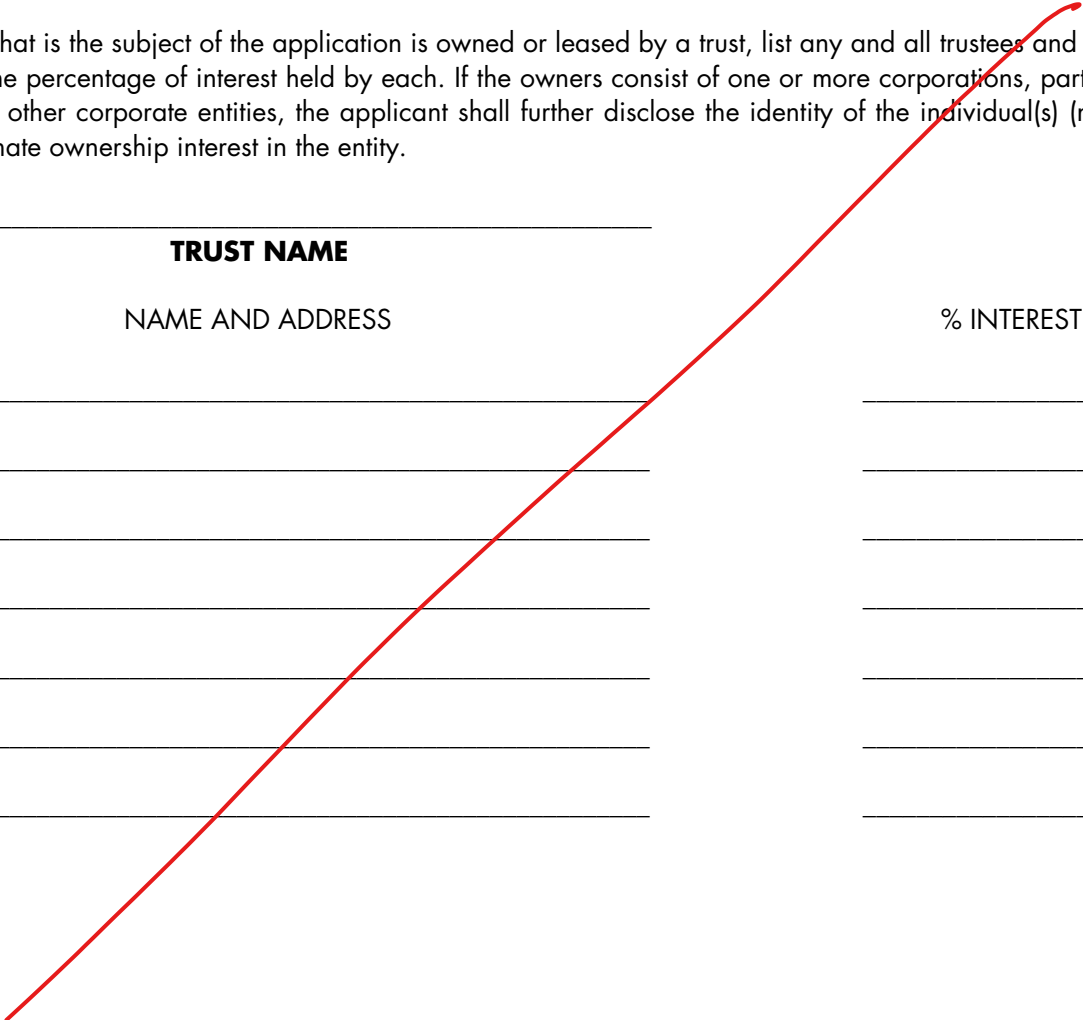 hat is the subject of the application is owned or leased by a trust, list any and all trustees and
e percentage of interest held by each. If the owners consist of one or more corporations, part
other corporate entities, the applicant shall further disclose the identity of the individual(s) (
nate ownership interest in the entity.
TRUST NAME
NAME AND ADDRESS % INTEREST